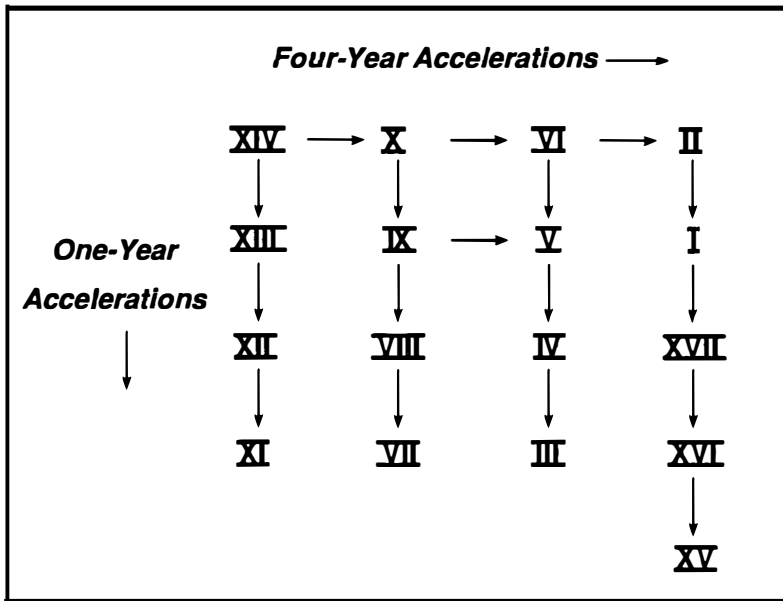 Four-Year Accelerations
XIV X VI II
XIII IX V I
One-Year
Accelerations
XII VIII IV XVII
XI VII III XVI
XV